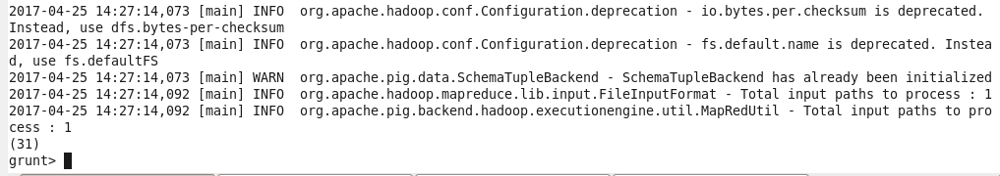 2017-04-25 14:27:14,073 [main] INFO  org.apache.hadoop.conf.Configuration.deprecation - io.bytes.per.checksum is deprecated.
Instead, use dfs.bytes-per-checksum
2017-04-25 14:27:14,073 [main] INFO  org.apache.hadoop.conf.Configuration.deprecation - fs.default.name is deprecated. Instea
d, use fs.defaultFS
2017-04-25 14:27:14,073 [main] WARN  org.apache.pig.data.SchemaTupleBackend - SchemaTupleBackend has already been initialized
2017-04-25 14:27:14,092 [main] INFO  org.apache.hadoop.mapreduce.lib.input.FileInputFormat - Total input paths to process : 1
2017-04-25 14:27:14,092 [main] INFO  org.apache.pig.backend.hadoop.executionengine.util.MapRedUtil - Total input paths to pro
cess : 1
(31)
grunt>